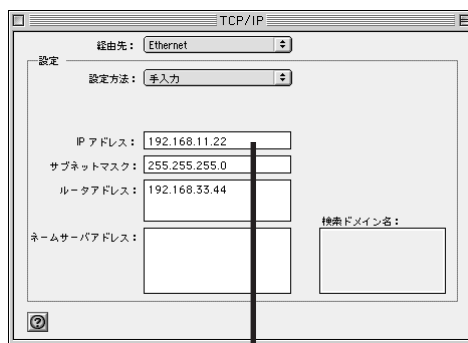 TCP/IP
経由先： Ethernet
設定
設定方法： 手入力
IP アドレス： 192.168.11.22
サブネットマスク： 255.255.255.0
ルータアドレス： 192.168.33.44
検索ドメイン名：
ネームサーバアドレス：
?